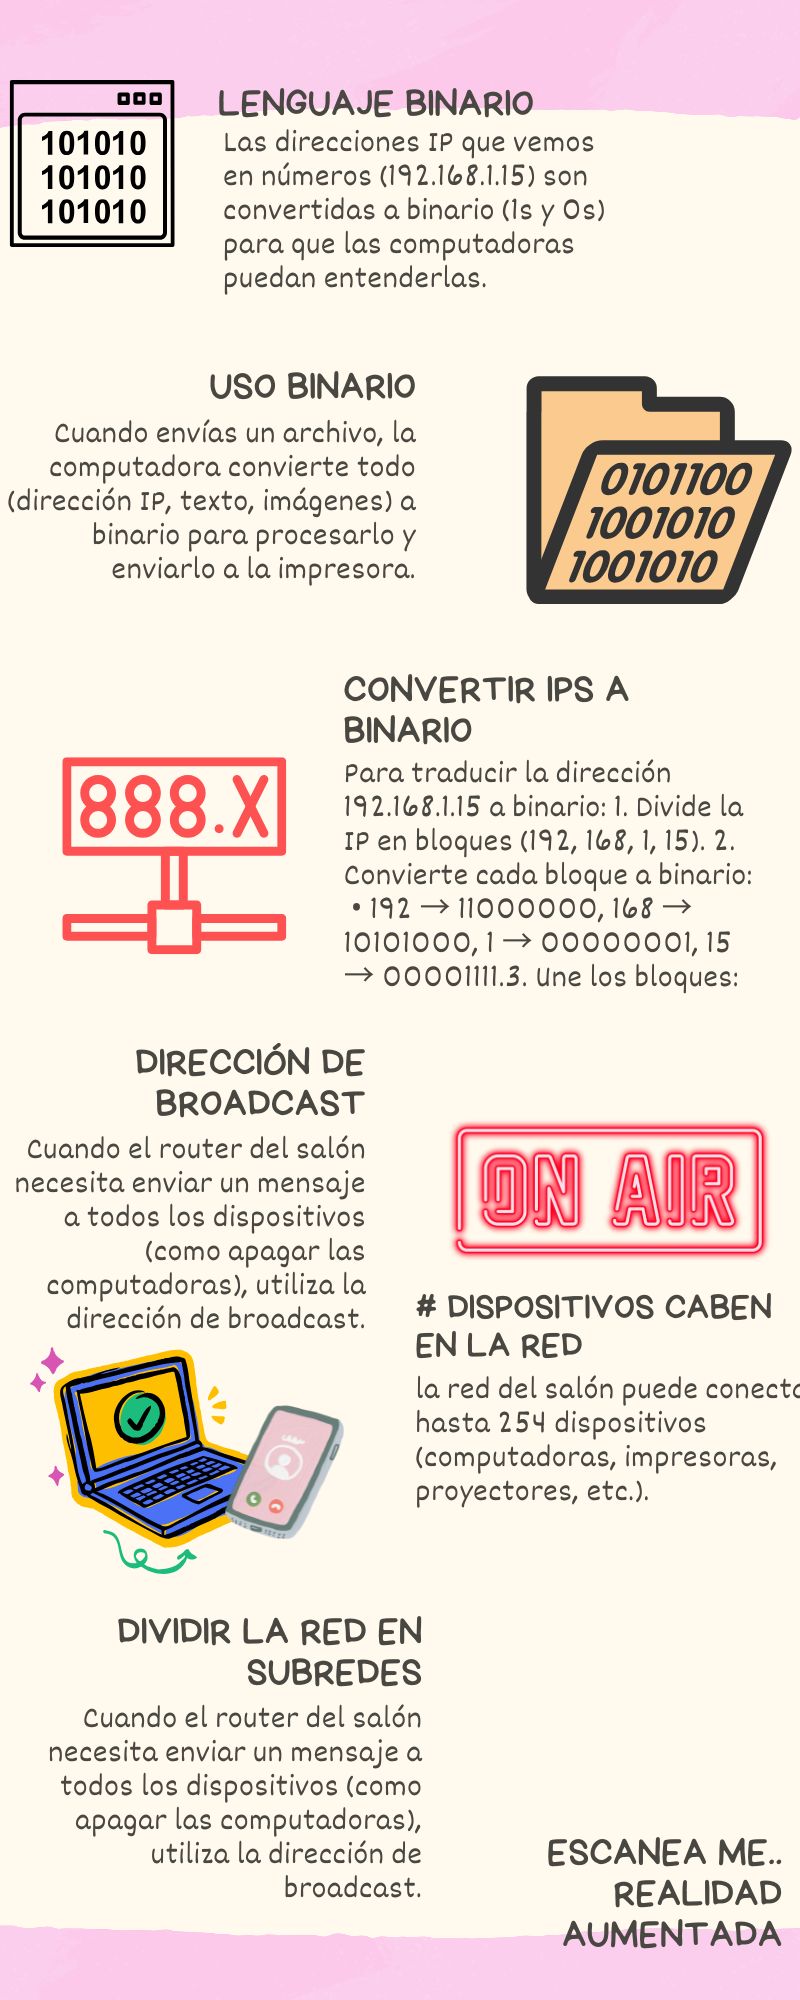 LENGUAJE BINARIO
101010
101010
101010
Las direcciones IP que vemos
en números (192.168.1.15) son
convertidas a binario (1s y 0s)
para que las computadoras
puedan entenderlas.
USO BINARIO
Cuando envías un archivo, la
computadora convierte todo
(dirección IP, texto, imágenes) a
binario para procesarlo y
enviarlo a la impresora.
0101100
1001010
1001010
CONVERTIR IPS A
BINARIO
888.X
Para traducir la dirección
192.168.1.15 a binario: 1. Divide la
IP en bloques (192, 168, 1, 15). 2.
Convierte cada bloque a binario:
• 192 → 11000000, 168 →
10101000, 1 → 00000001, 15
→ 00001111.3. Une los bloques:
DIRECCIÓN DE
BROADCAST
Cuando el router del salón
necesita enviar un mensaje
a todos los dispositivos
(como apagar las
computadoras), utiliza la
dirección de broadcast.
ON AIR
# DISPOSITIVOS CABEN
EN LA RED
la red del salón puede conecta
hasta 254 dispositivos
(computadoras, impresoras,
proyectores, etc.).
DIVIDIR LA RED EN
SUBREDES
Cuando el router del salón
necesita enviar un mensaje a
todos los dispositivos (como
apagar las computadoras),
utiliza la dirección de
broadcast.
ESCANEA ME..
REALIDAD
AUMENTADA